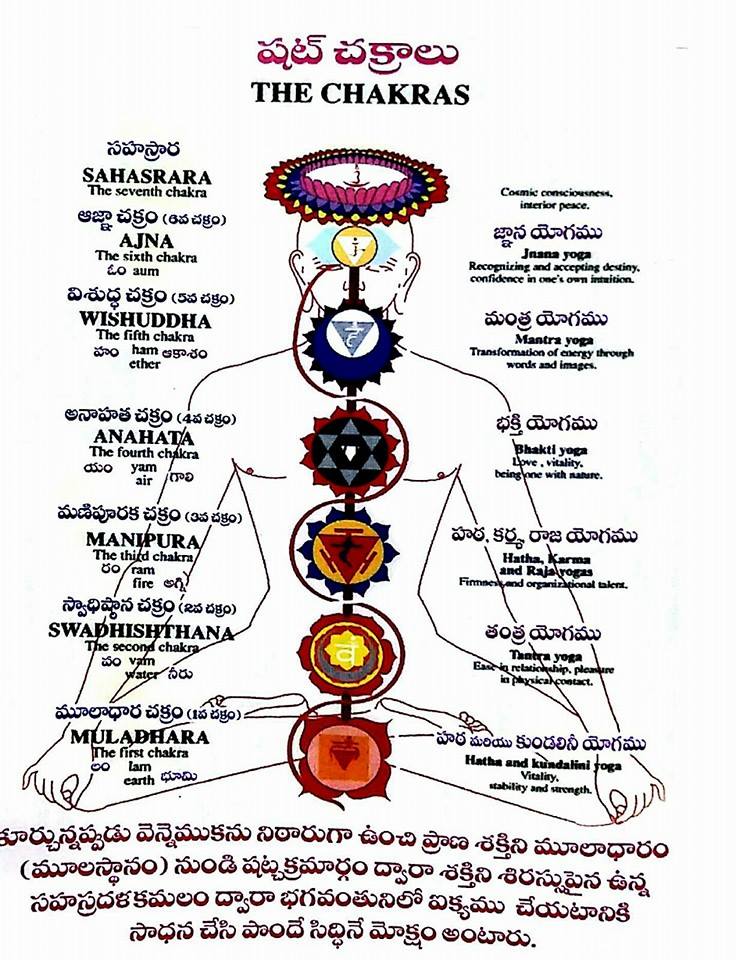 షట్ చక్రాలు
THE CHAKRAS
సహస్రార
SAHASRARA
The seventh chakra
Cosmic consciousness,
interior peace.
ఆజ్ఞా చక్రం (6వ చక్రం)
AJNA
The sixth chakra
ఓం aum
జ్ఞాన యోగము
Jnana yoga
Recognizing and accepting destiny,
confidence in one's own intuition.
విశుద్ధ చక్రం (5వ చక్రం)
WISHUDDHA
The fifth chakra
హం ham ఆకాశం
ether
మంత్ర యోగము
Mantra yoga
Transformation of energy through
words and images.
అనాహత చక్రం (4వ చక్రం)
ANAHATA
The fourth chakra
యం yam
air గాలి
భక్తి యోగము
Bhakti yoga
Love, vitality,
being one with nature.
మణిపూరక చక్రం (3వ చక్రం)
MANIPURA
The third chakra
రం ram
fire అగ్ని
హఠ, కర్మ, రాజ యోగము
Hatha, Karma
and Raja yogas
Firmness and organizational talent.
స్వాధిష్ఠాన చక్రం (2వ చక్రం)
SWADHISHTHANA
The second chakra
వం vam
water నీరు
వం
తంత్ర యోగము
Tantra yoga
Ease in relationship, pleasure
in physical contact.
మూలాధార చక్రం (1వ చక్రం)
MULADHARA
The first chakra
లం lam
earth భూమి
హఠ మరియు కుండలినీ యోగము
Hatha and kundalini yoga
Vitality,
stability and strength.
కూర్చున్నప్పడు వెన్నెముకను నిఠారుగా ఉంచి ప్రాణ శక్తిని మూలాధారం
(మూలస్థానం) నుండి షట్చక్రమార్గం ద్వారా శక్తిని శిరస్సుపైన ఉన్న
సహస్రదళకమలం ద్వారా భగవంతునిలో ఐక్యము చేయటానికి
సాధన చేసి పొందే సిద్ధినే మోక్షం అంటారు.